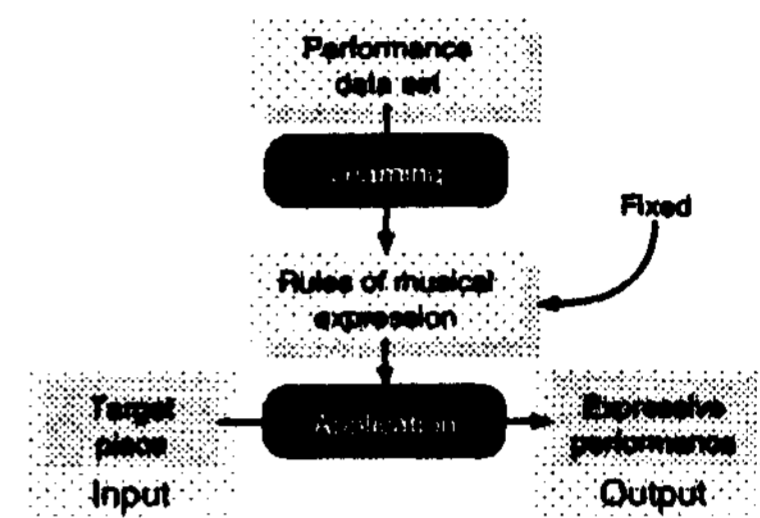 Performance
data set
Learning
Fixed
Rules of musical
expression
Target
piece
Application
Expressive
performance
Input
Output